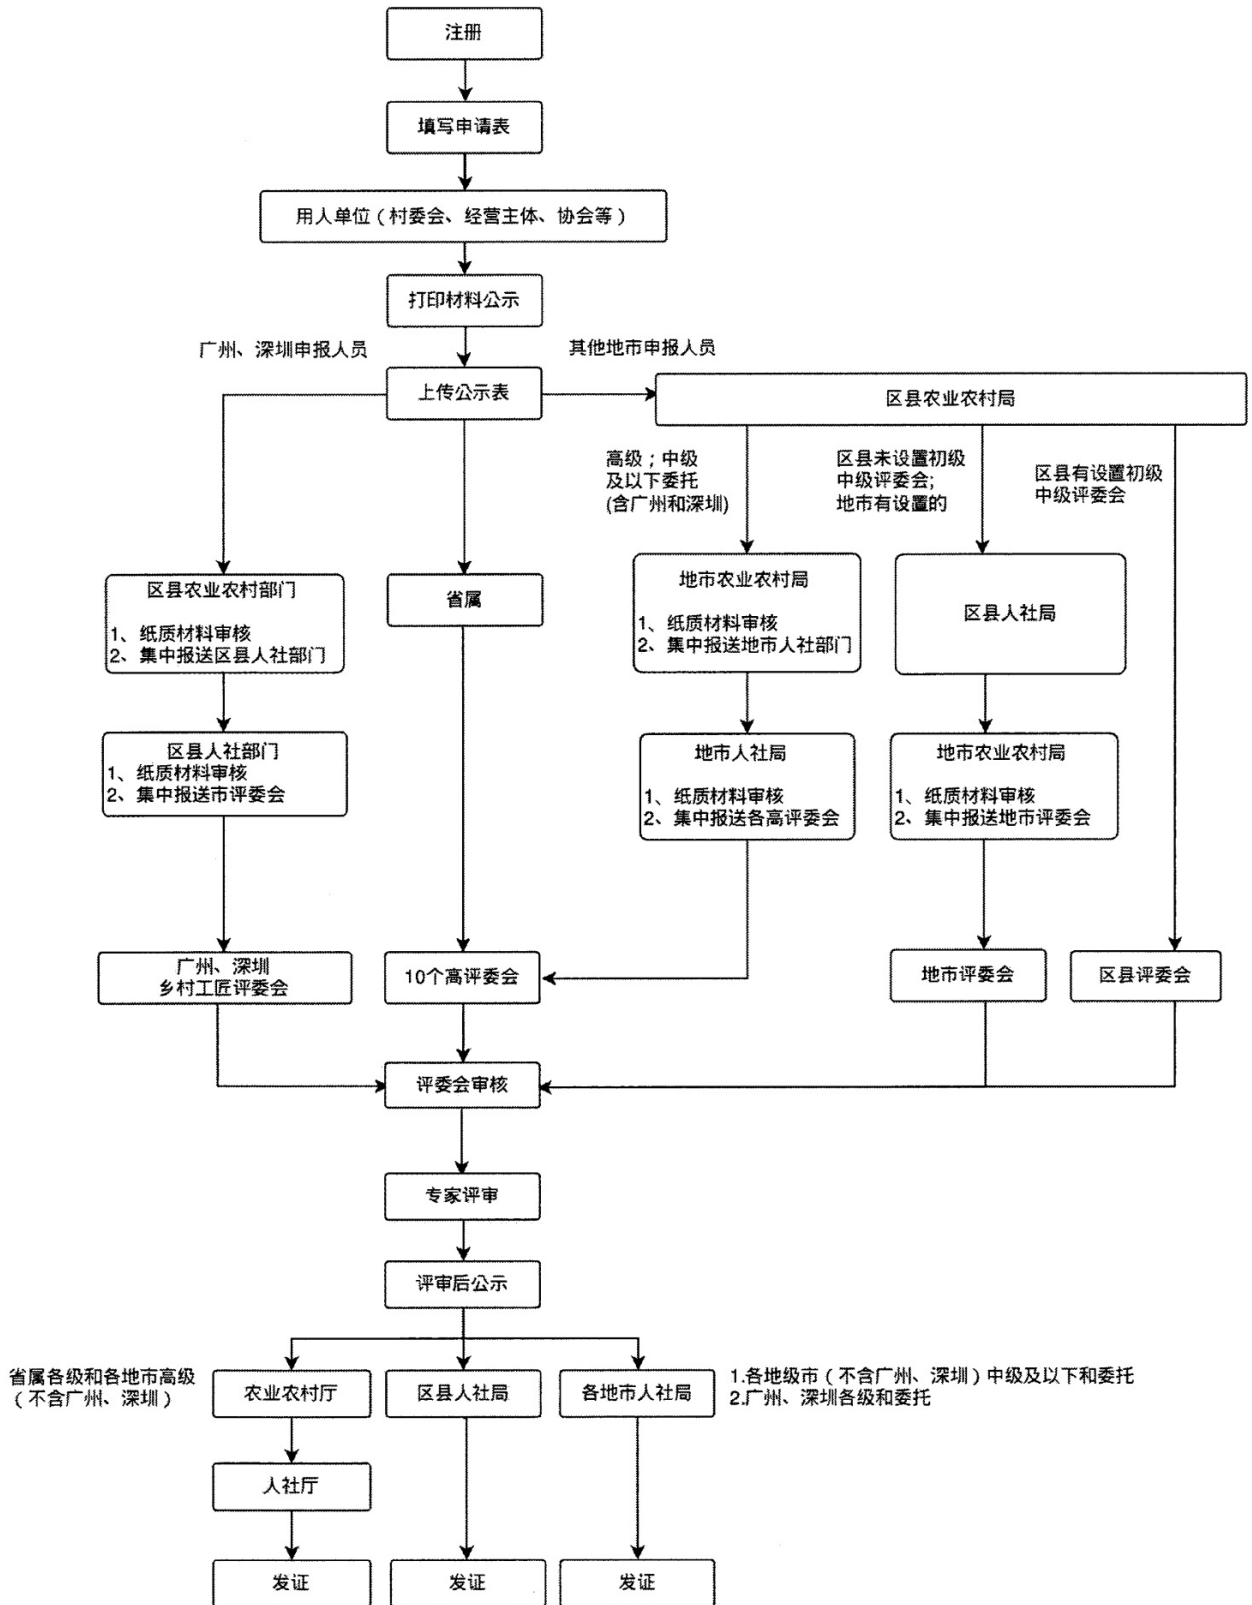 注册
填写申请表
用人单位（村委会、经营主体、协会等）
打印材料公示
广州、深圳申报人员
其他地市申报人员
上传公示表
区县农业农村局
高级；中级
及以下委托
(含广州和深圳)
区县未设置初级
中级评委会;
地市有设置的
区县有设置初级
中级评委会
区县农业农村部门
1、纸质材料审核
2、集中报送区县人社部门
省属
地市农业农村局
1、纸质材料审核
2、集中报送地市人社部门
区县人社局
区县人社部门
1、纸质材料审核
2、集中报送市评委会
地市人社局
1、纸质材料审核
2、集中报送各高评委会
地市农业农村局
1、纸质材料审核
2、集中报送地市评委会
广州、深圳
乡村工匠评委会
10个高评委会
地市评委会
区县评委会
评委会审核
专家评审
评审后公示
省属各级和各地市高级
（不含广州、深圳）
农业农村厅
区县人社局
各地市人社局
1.各地级市（不含广州、深圳）中级及以下和委托
2.广州、深圳各级和委托
人社厅
发证
发证
发证